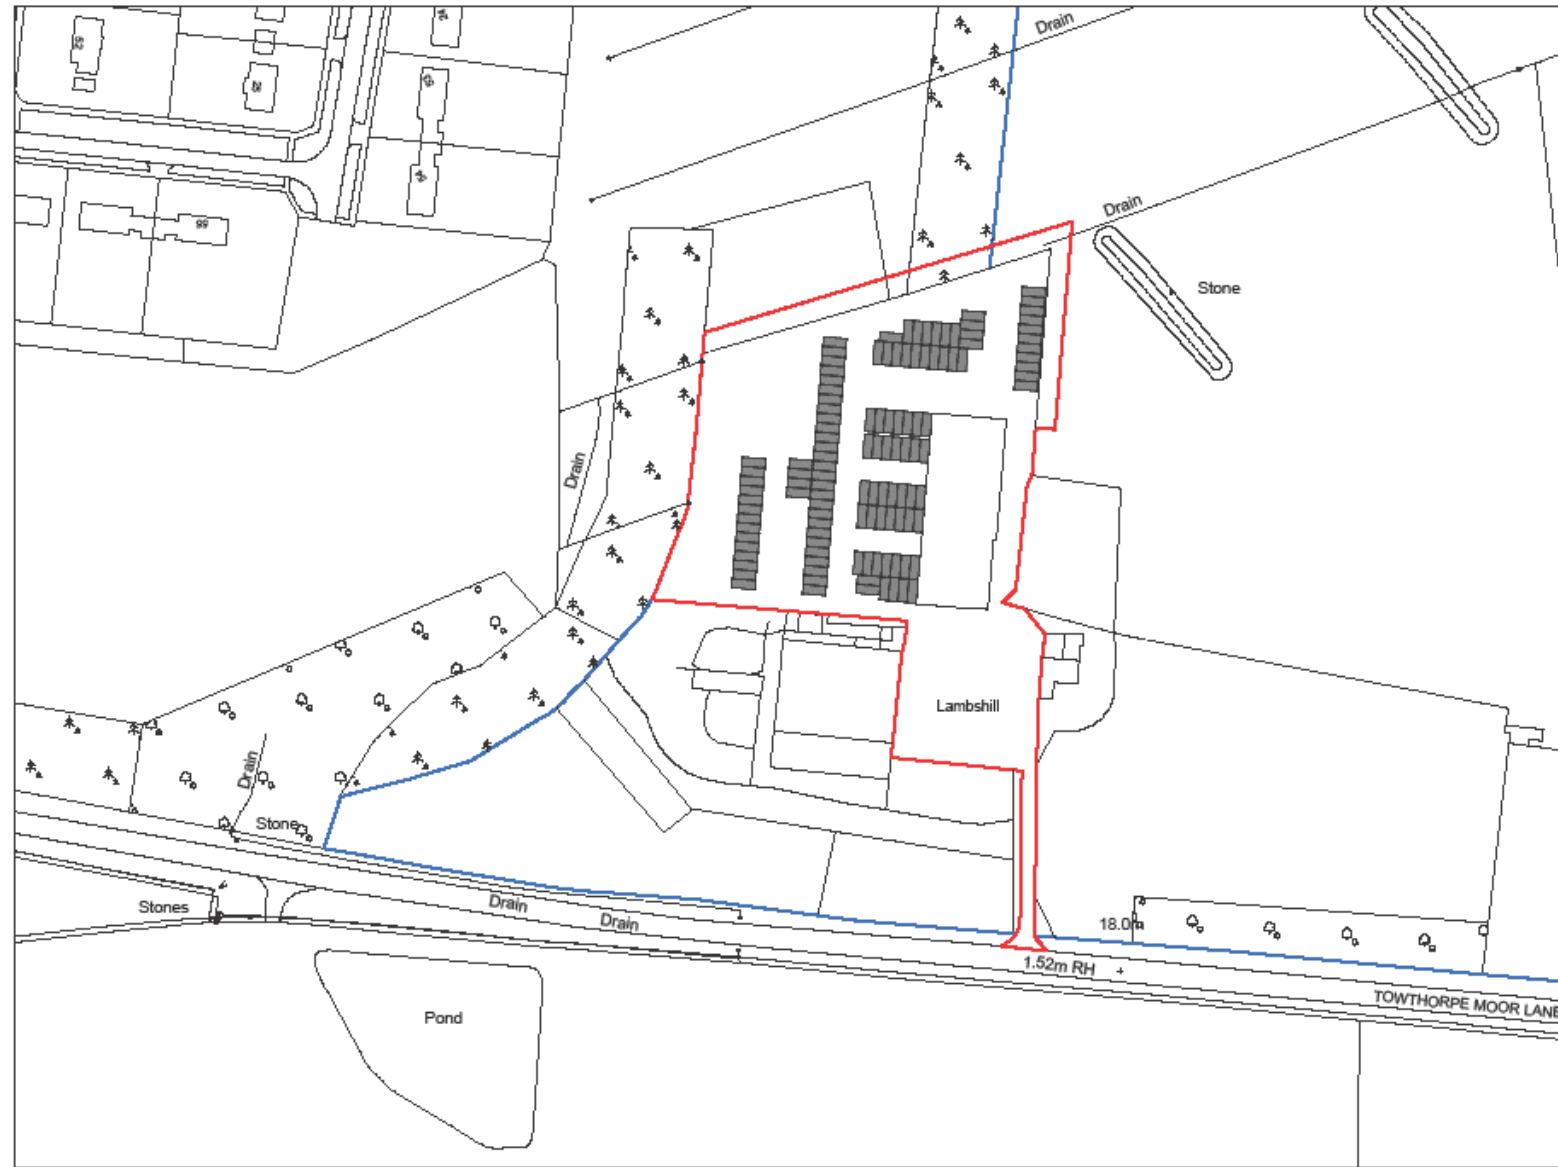 Drain
Drain
Stone
Drain
Lambshill
Drain
Stone
Stones
Drain
Drain
18.0m
1.52m RH
TOWTHORPE MOOR LANE
Pond